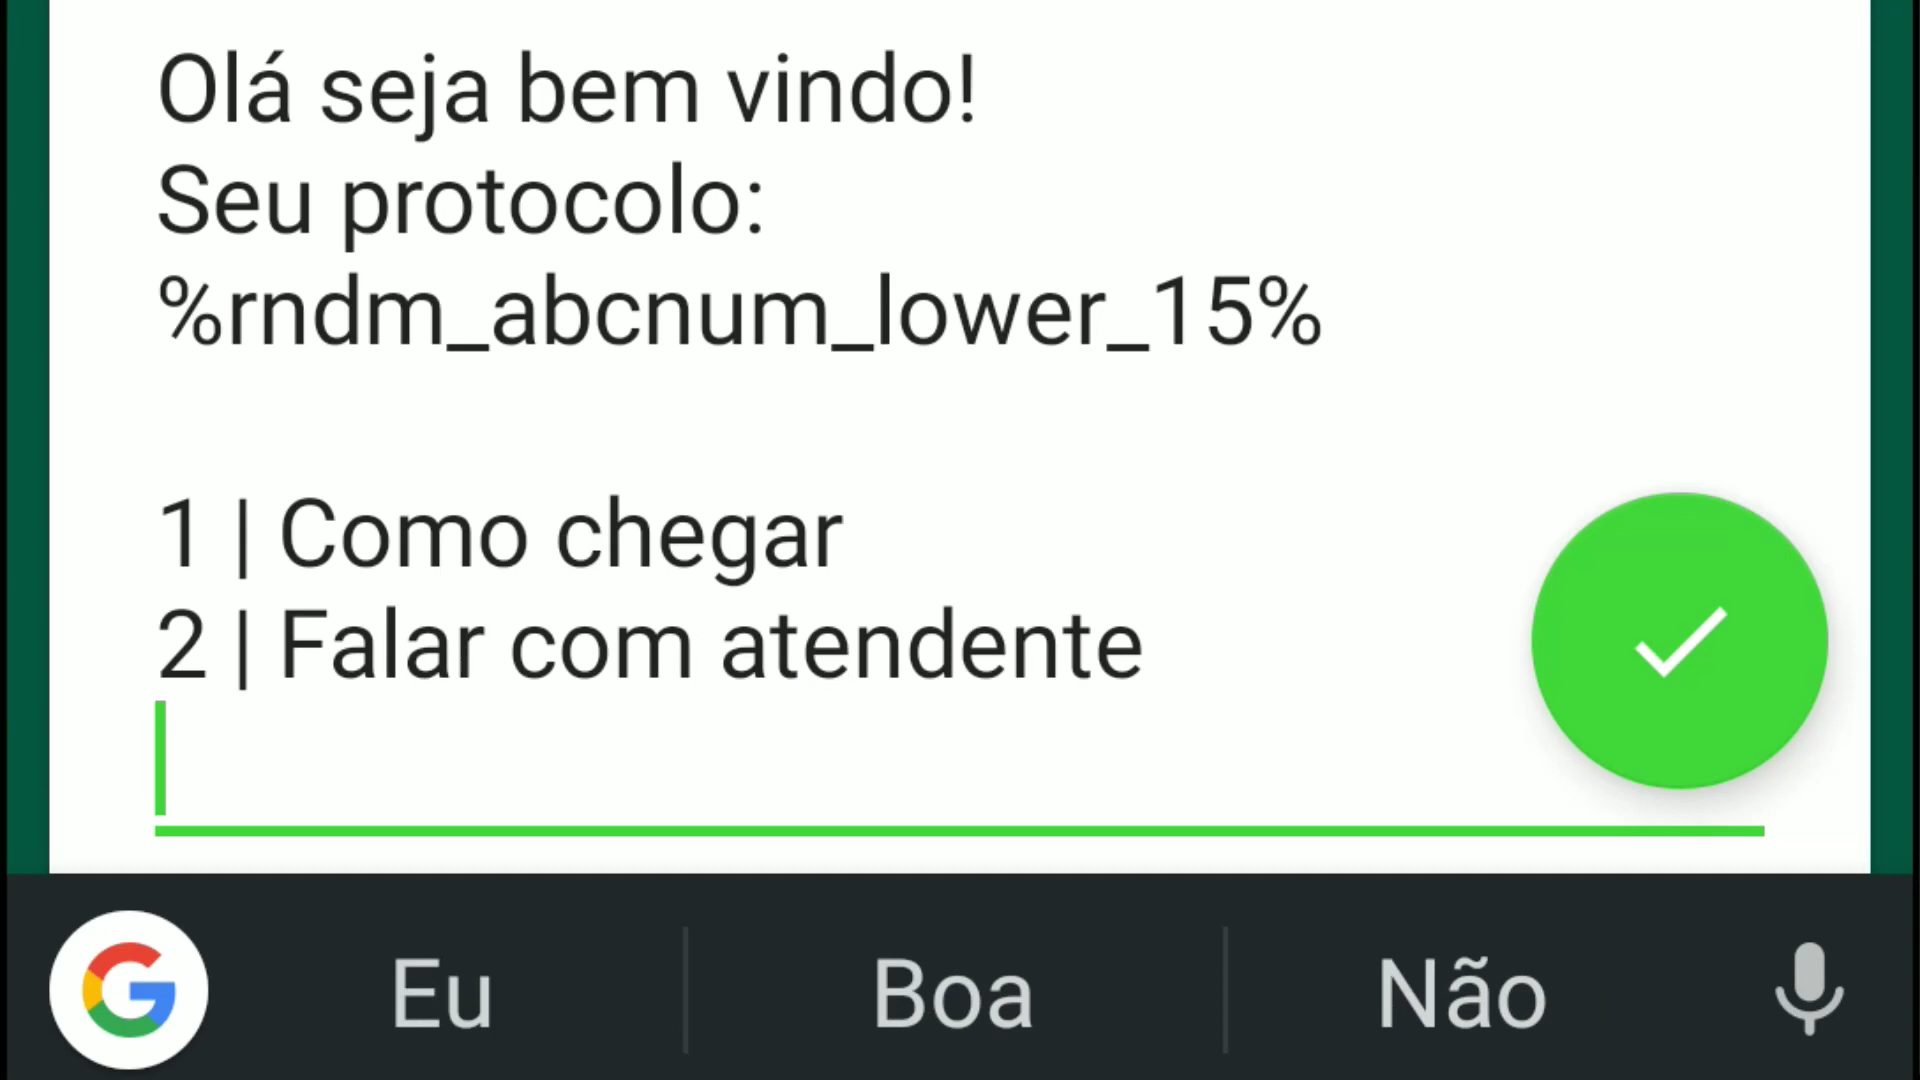 Olá seja bem vindo!
Seu protocolo:
%rndm_abcnum_lower_15%
1 | Como chegar
2 | Falar com atendente
G Eu Boa Não